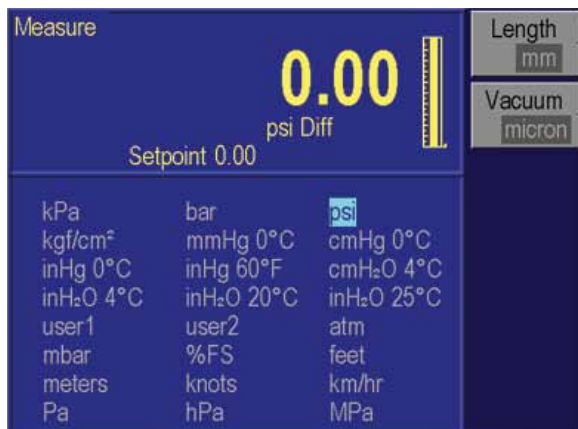 Measure
0.00
psi Diff
Setpoint 0.00
Length
mm
Vacuum
micron
kPa bar psi
kgf/cm² mmHg 0°C cmHg 0°C
inHg 0°C inHg 60°F cmH₂O 4°C
inH₂O 4°C inH₂O 20°C inH₂O 25°C
user1 user2 atm
mbar %FS feet
meters knots km/hr
Pa hPa MPa